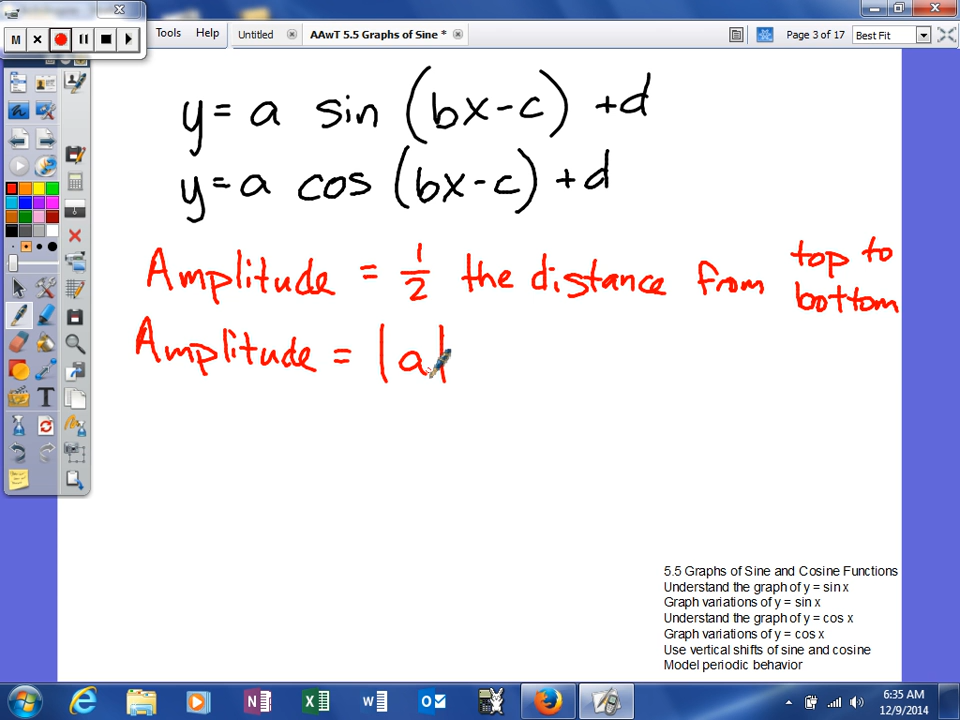 M
Tools Help Untitled AAwT 5.5 Graphs of Sine * Page 3 of 17 Best Fit
y = a sin (bx - c) + d
y = a cos (bx - c) + d
Amplitude = 1/2 the distance from top to bottom
Amplitude = |a|
5.5 Graphs of Sine and Cosine Functions
Understand the graph of y = sin x
Graph variations of y = sin x
Understand the graph of y = cos x
Graph variations of y = cos x
Use vertical shifts of sine and cosine
Model periodic behavior
6:35 AM
12/9/2014